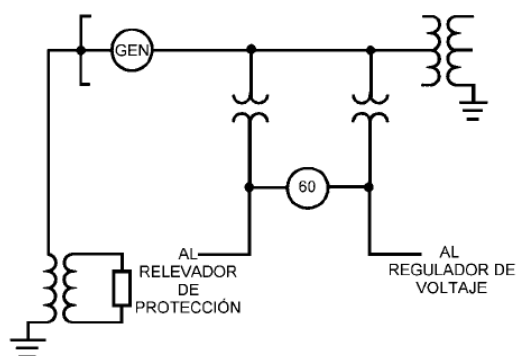 GEN
60
AL
RELEVADOR
DE
PROTECCIÓN
AL
REGULADOR DE
VOLTAJE